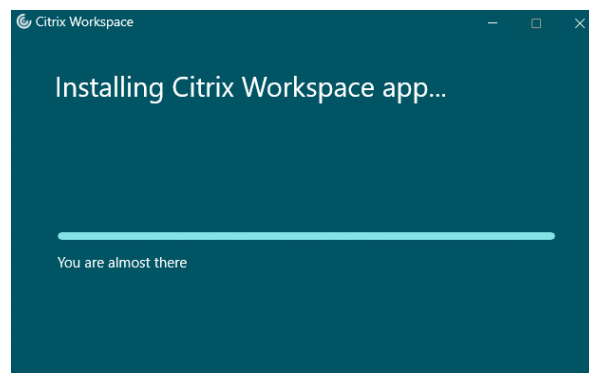 Citrix Workspace
Installing Citrix Workspace app...
You are almost there